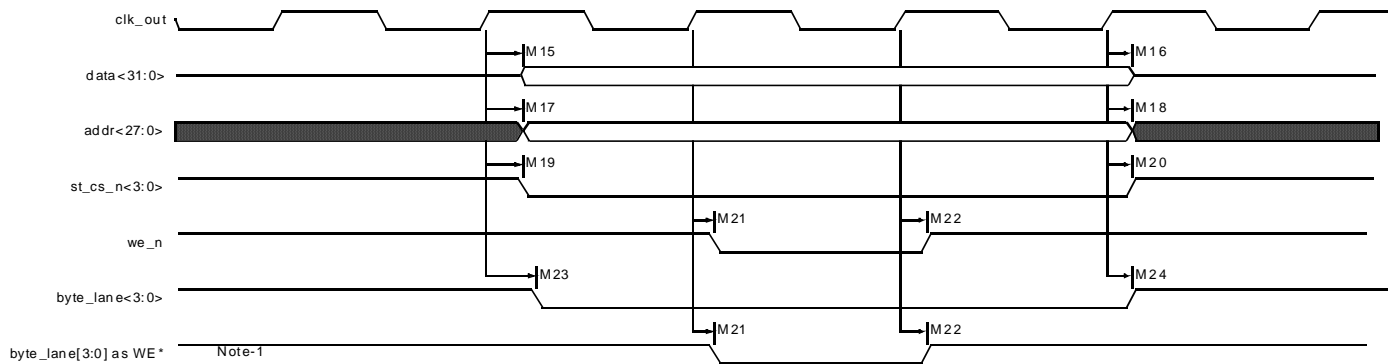 clk_out
M15 M16
data<31:0>
M17 M18
addr<27:0>
M19 M20
st_cs_n<3:0>
M21 M22
we_n
M23 M24
byte_lane<3:0>
M21 M22
byte_lane[3:0] as WE* Note-1